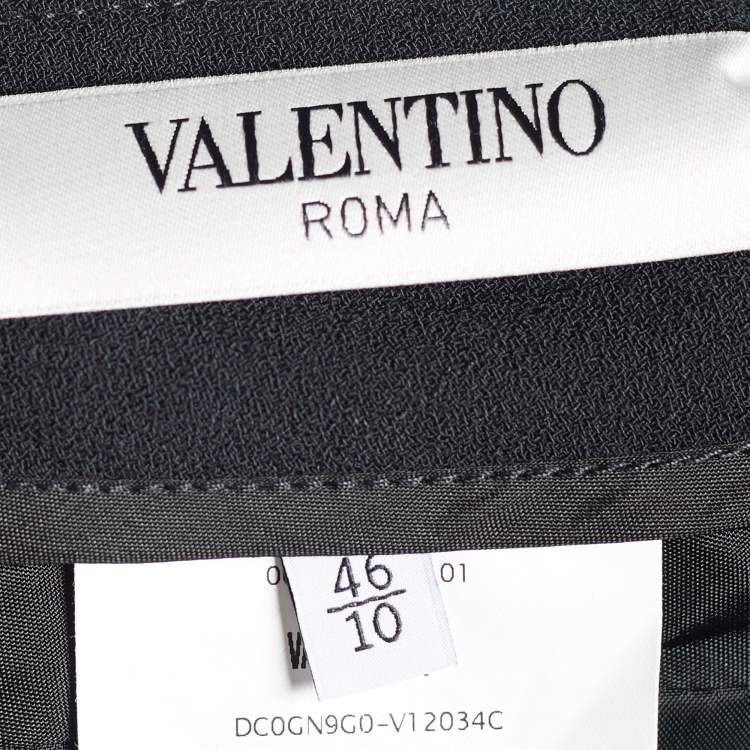 VALENTINO
ROMA
01
46
10
DC0GN9G0-V12034C